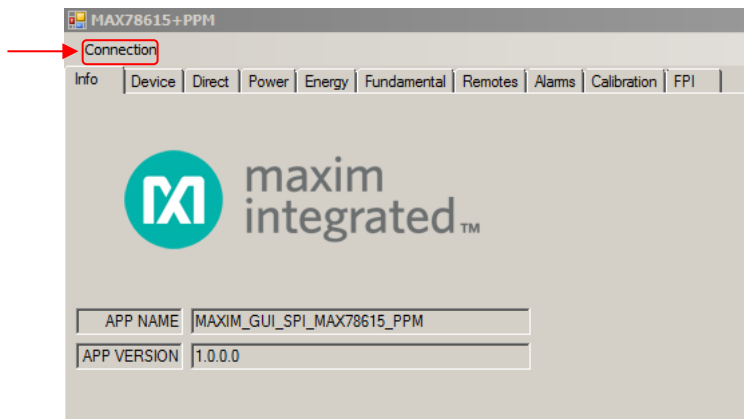 MAX78615+PPM
Connection
Info Device Direct Power Energy Fundamental Remotes Alarms Calibration FPI
maxim
integrated™
APP NAME MAXIM_GUI_SPI_MAX78615_PPM
APP VERSION 1.0.0.0